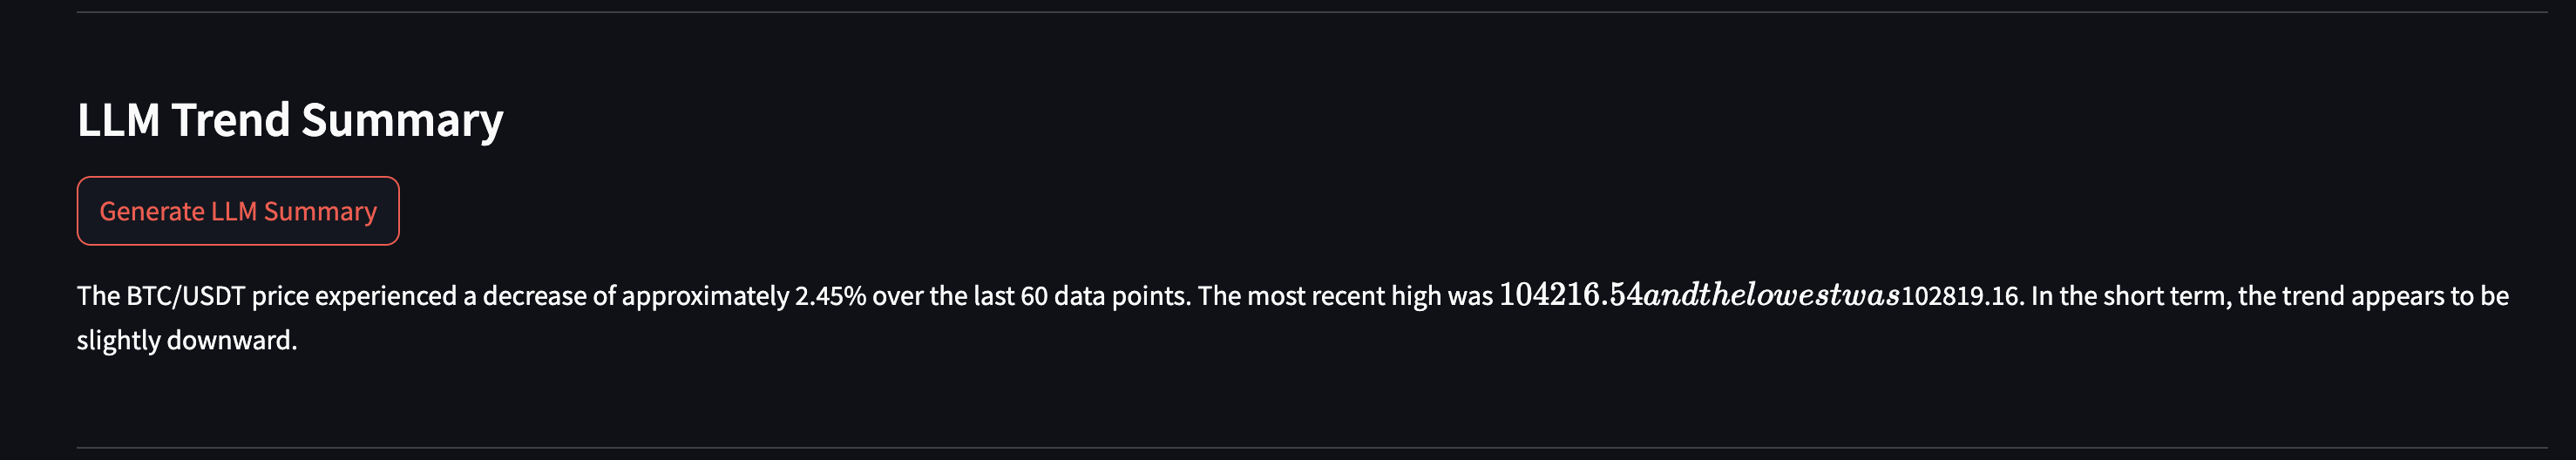 LLM Trend Summary
Generate LLM Summary
The BTC/USDT price experienced a decrease of approximately 2.45% over the last 60 data points. The most recent high was 104216.54andthelowestwas102819.16. In the short term, the trend appears to be
slightly downward.